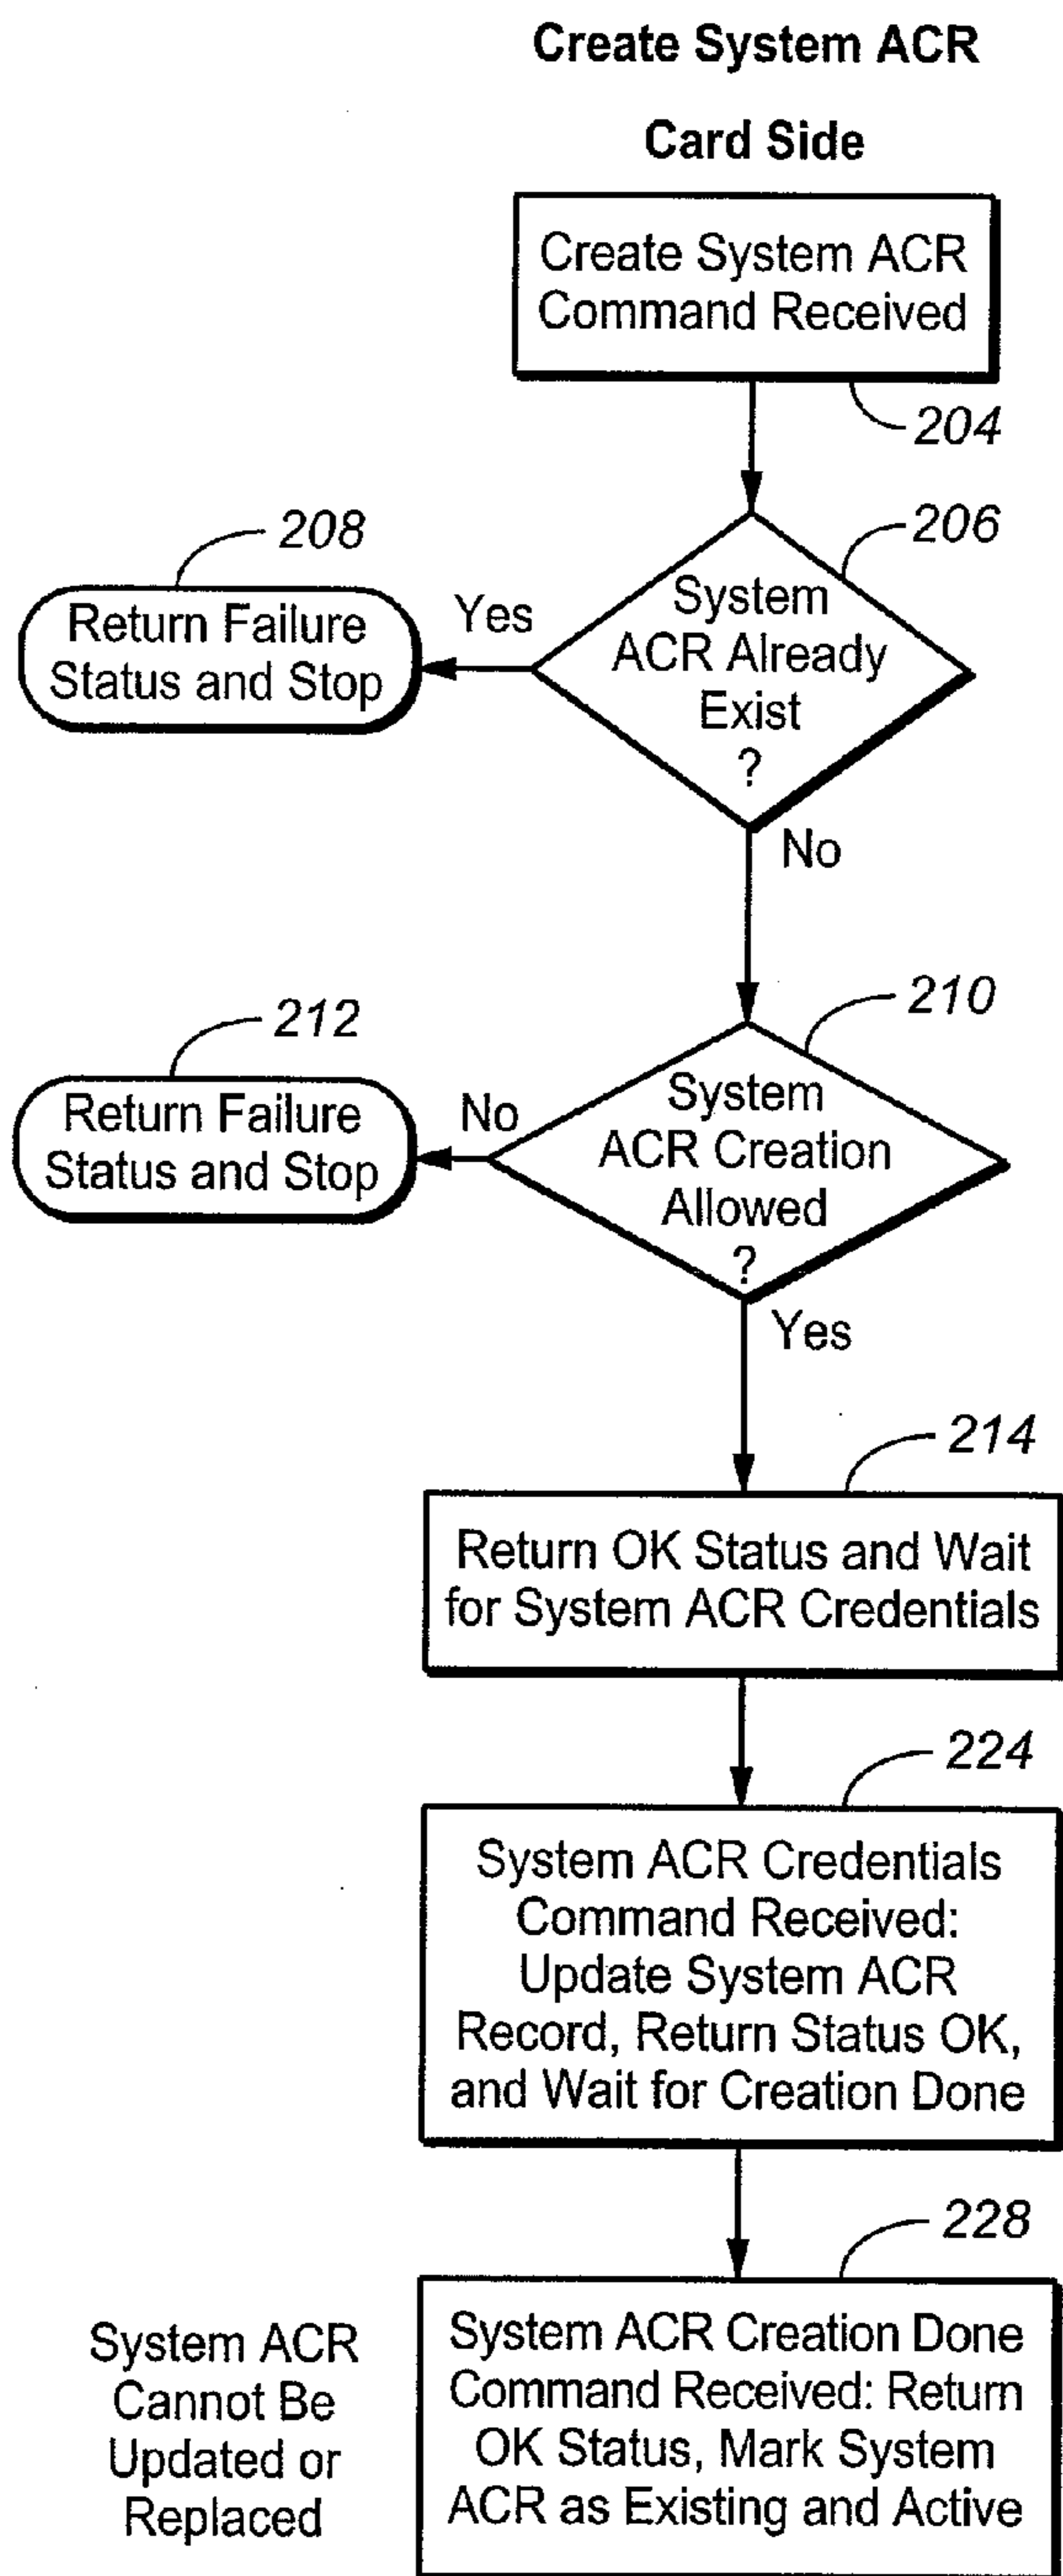 Create System ACR
Card Side
Create System ACR
Command Received
204
206
System
ACR Already
Exist
?
Yes
208
Return Failure
Status and Stop
No
210
System
ACR Creation
Allowed
?
No
212
Return Failure
Status and Stop
Yes
214
Return OK Status and Wait
for System ACR Credentials
224
System ACR Credentials
Command Received:
Update System ACR
Record, Return Status OK,
and Wait for Creation Done
228
System ACR Creation Done
Command Received: Return
OK Status, Mark System
ACR as Existing and Active
System ACR
Cannot Be
Updated or
Replaced